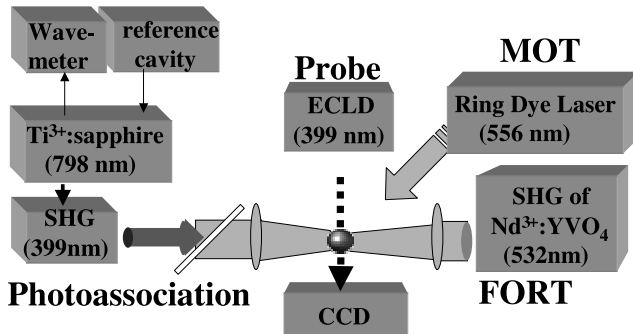 Wave-
meter
reference
cavity
Ti³⁺:sapphire
(798 nm)
SHG
(399nm)
Photoassociation
Probe
ECLD
(399 nm)
CCD
MOT
Ring Dye Laser
(556 nm)
SHG of
Nd³⁺:YVO₄
(532nm)
FORT